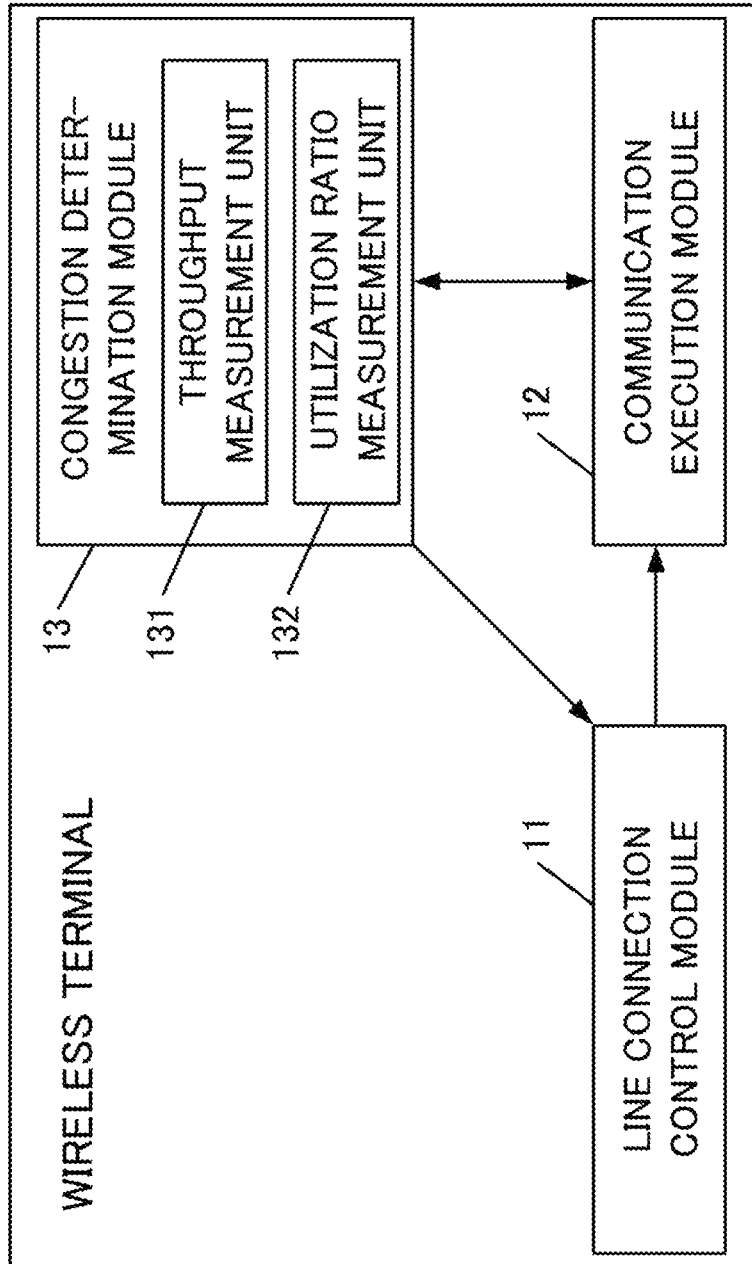 WIRELESS TERMINAL
13
CONGESTION DETER-
MINATION MODULE
131
THROUGHPUT
MEASUREMENT UNIT
132
UTILIZATION RATIO
MEASUREMENT UNIT
11
LINE CONNECTION
CONTROL MODULE
12
COMMUNICATION
EXECUTION MODULE